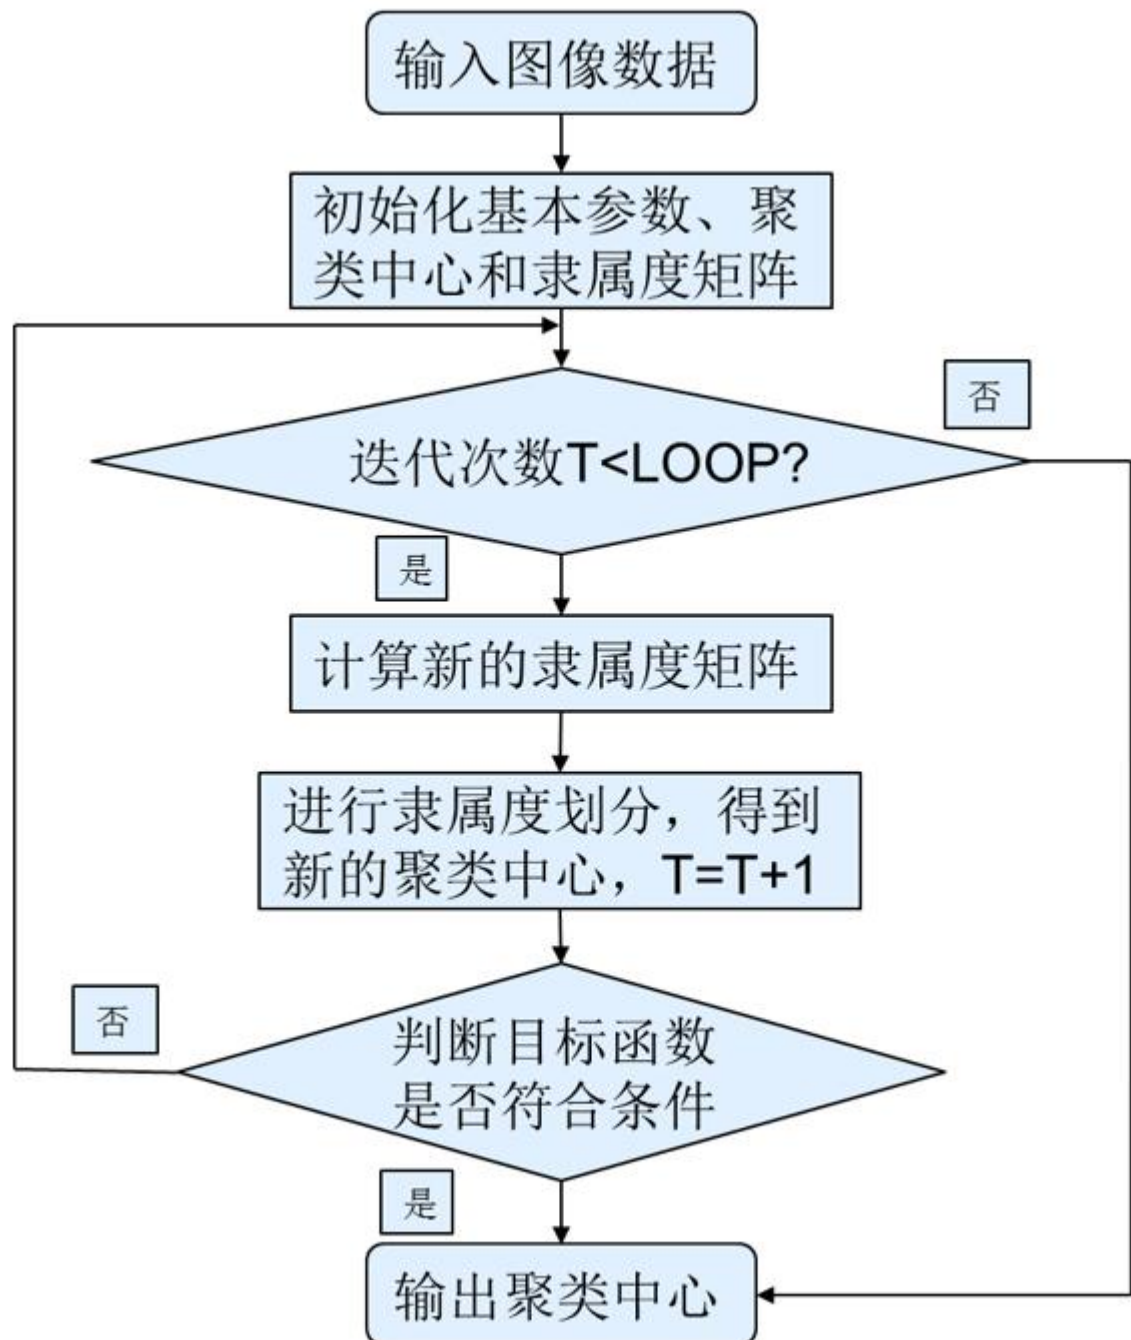 输入图像数据
初始化基本参数、聚
类中心和隶属度矩阵
否
迭代次数T<LOOP?
是
计算新的隶属度矩阵
进行隶属度划分，得到
新的聚类中心，T=T+1
否
判断目标函数
是否符合条件
是
输出聚类中心